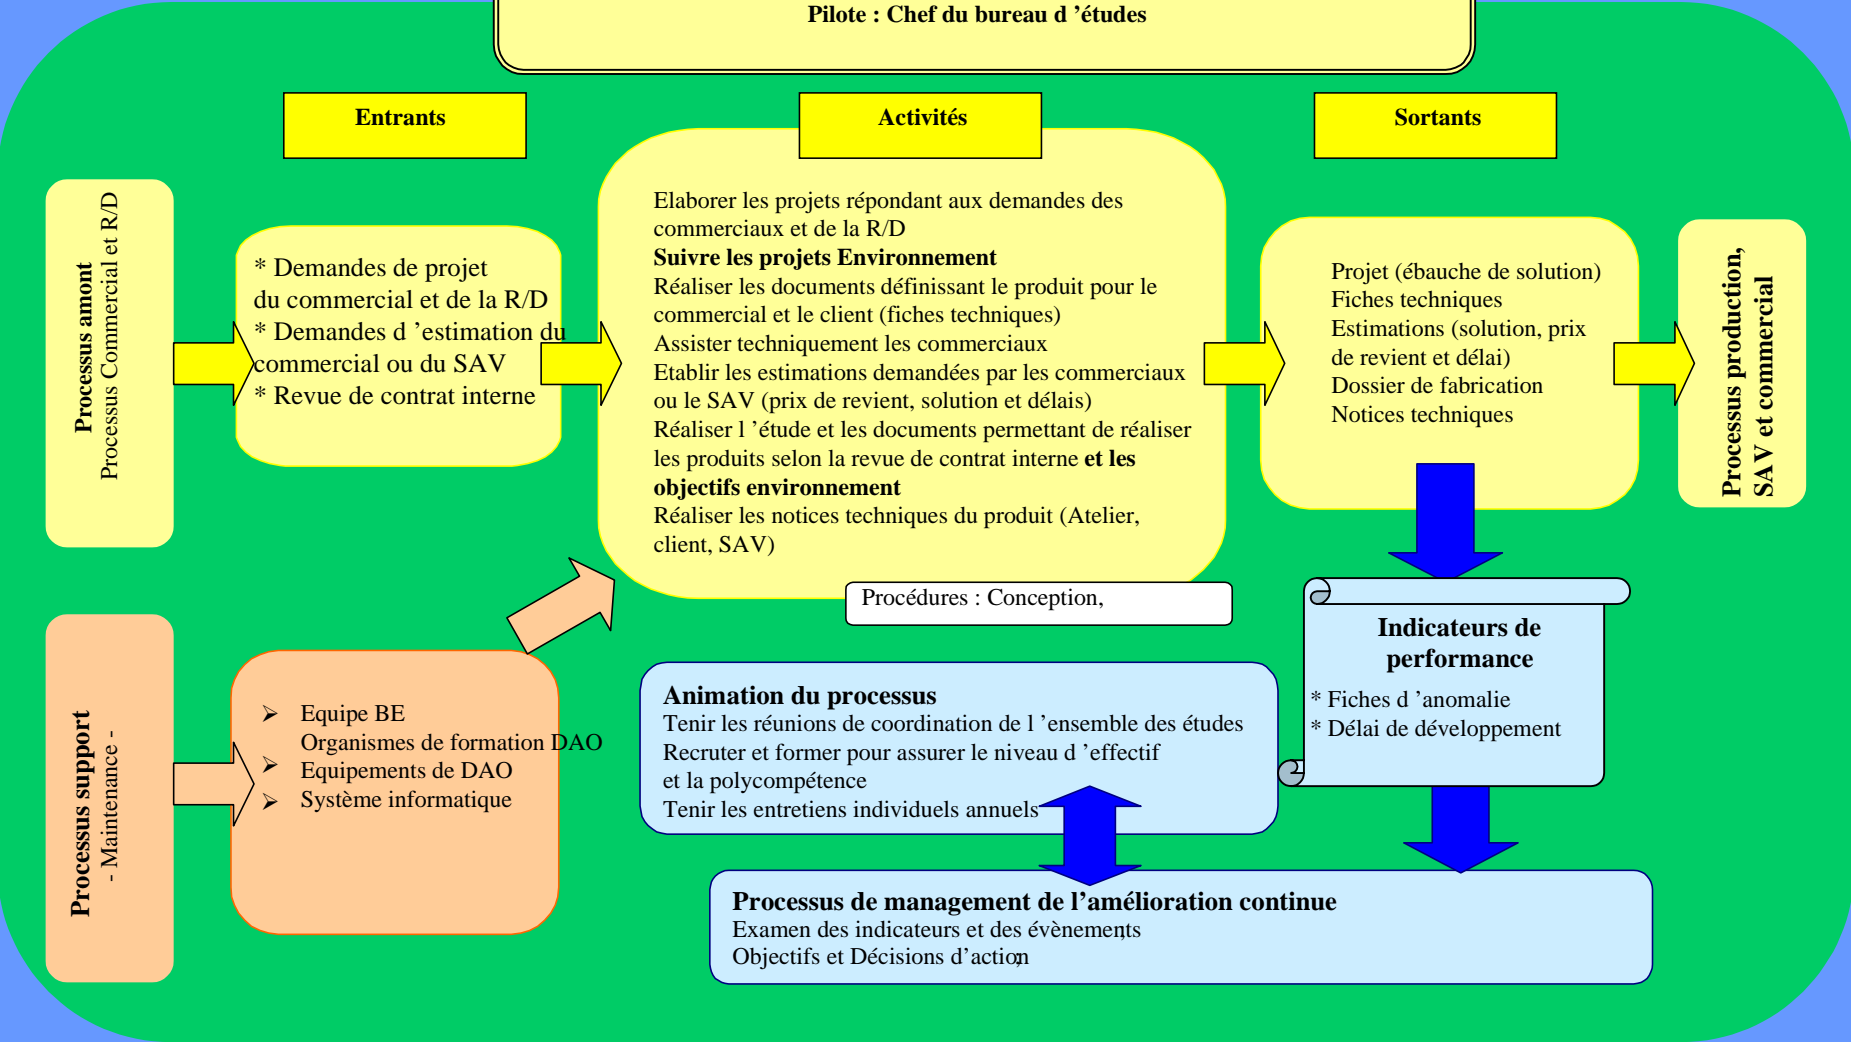 Pilote : Chef du bureau d ’études
Entrants
Activités
Sortants
Processus amont
Processus Commercial et R/D
* Demandes de projet
du commercial et de la R/D
* Demandes d ’estimation du
commercial ou du SAV
* Revue de contrat interne
Elaborer les projets répondant aux demandes des
commerciaux et de la R/D
Suivre les projets Environnement
Réaliser les documents définissant le produit pour le
commercial et le client (fiches techniques)
Assister techniquement les commerciaux
Etablir les estimations demandées par les commerciaux
ou le SAV (prix de revient, solution et délais)
Réaliser l ’étude et les documents permettant de réaliser
les produits selon la revue de contrat interne et les
objectifs environnement
Réaliser les notices techniques du produit (Atelier,
client, SAV)
Procédures : Conception,
Projet (ébauche de solution)
Fiches techniques
Estimations (solution, prix
de revient et délai)
Dossier de fabrication
Notices techniques
Processus production,
SAV et commercial
Processus support
- Maintenance -
Equipe BE
Organismes de formation DAO
Equipements de DAO
Système informatique
Animation du processus
Tenir les réunions de coordination de l ’ensemble des études
Recruter et former pour assurer le niveau d ’effectif
et la polycompétence
Tenir les entretiens individuels annuels
Indicateurs de
performance
* Fiches d ’anomalie
* Délai de développement
Processus de management de l’amélioration continue
Examen des indicateurs et des évènements,
Objectifs et Décisions d’action,